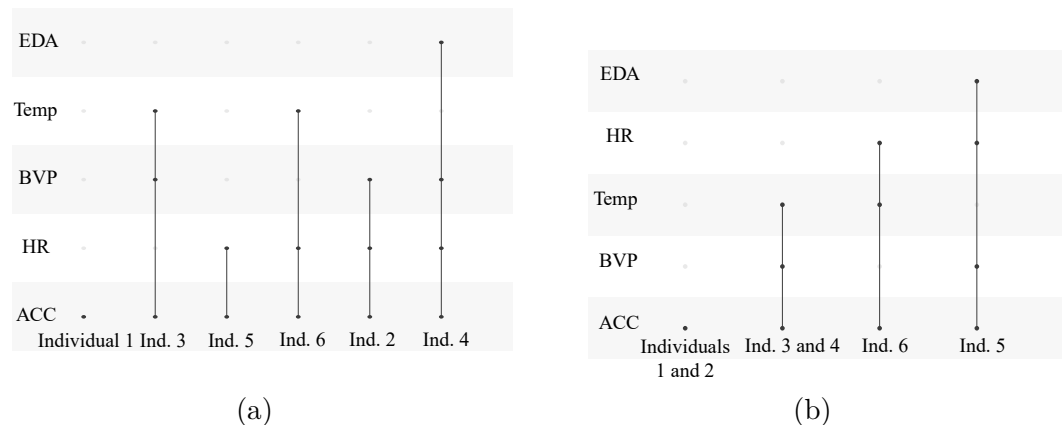 EDA
Temp
BVP
HR
ACC
Individual 1 Ind. 3 Ind. 5 Ind. 6 Ind. 2 Ind. 4
(a)
EDA
HR
Temp
BVP
ACC
Individuals Ind. 3 and 4 Ind. 6 Ind. 5
1 and 2
(b)